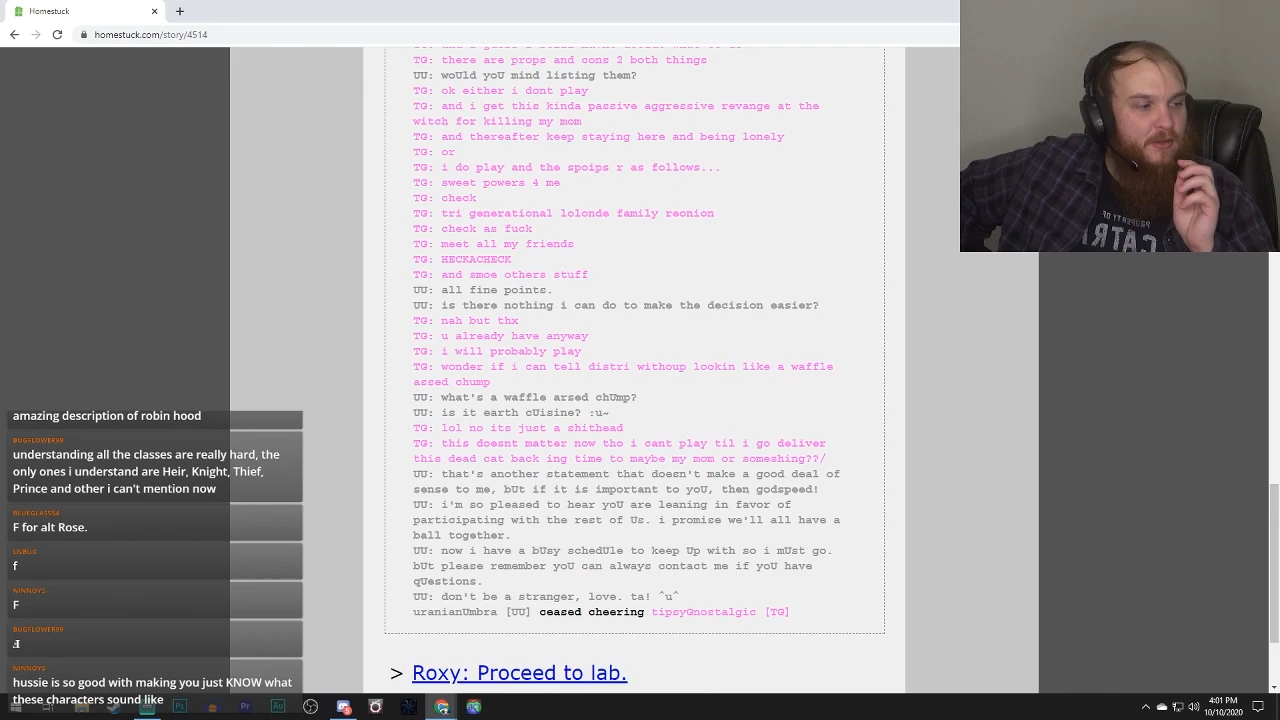 Homestuck
homestuck.com/story/4514
TG: there are props and cons 2 both things
UU: woUld yoU mind listing them?
TG: ok either i dont play
TG: and i get this kinda passive aggressive revange at the
witch for killing my mom
TG: and thereafter keep staying here and being lonely
TG: or
TG: i do play and the spoips r as follows...
TG: sweet powers 4 me
TG: check
TG: tri generational lolonde family reonion
TG: check as fuck
TG: meet all my friends
TG: HECKACHECK
TG: and smoe others stuff
UU: all fine points.
UU: is there nothing i can do to make the decision easier?
TG: nah but thx
TG: u already have anyway
TG: i will probably play
TG: wonder if i can tell distri withoup lookin like a waffle
assed chump
UU: what's a waffle arsed chUmp?
UU: is it earth cUisine? :u~
TG: lol no its just a shithead
TG: this doesnt matter now tho i cant play til i go deliver
this dead cat back ing time to maybe my mom or someshing??/
UU: that's another statement that doesn't make a good deal of
sense to me, bUt if it is important to yoU, then godspeed!
UU: i'm so pleased to hear yoU are leaning in favor of
participating with the rest of Us. i promise we'll all have a
ball together.
UU: now i have a bUsy schedUle to keep Up with so i mUst go.
bUt please remember yoU can always contact me if yoU have
qUestions.
UU: don't be a stranger, love. ta! ^u^
uranianUmbra [UU] ceased cheering tipsyGnostalgic [TG]
> Roxy: Proceed to lab.
amazing description of robin hood
BUGFLOWER99
understanding all the classes are really hard, the
only ones i understand are Heir, Knight, Thief,
Prince and other i can't mention now
BLUEGLASS54
F for alt Rose.
LNBUG
f
NINNOYS
F
BUGFLOWER99
NINNOYS
hussie is so good with making you just KNOW what
these characters sound like
PROPERTY OF
CATR
4:01 PM
10/10/2020